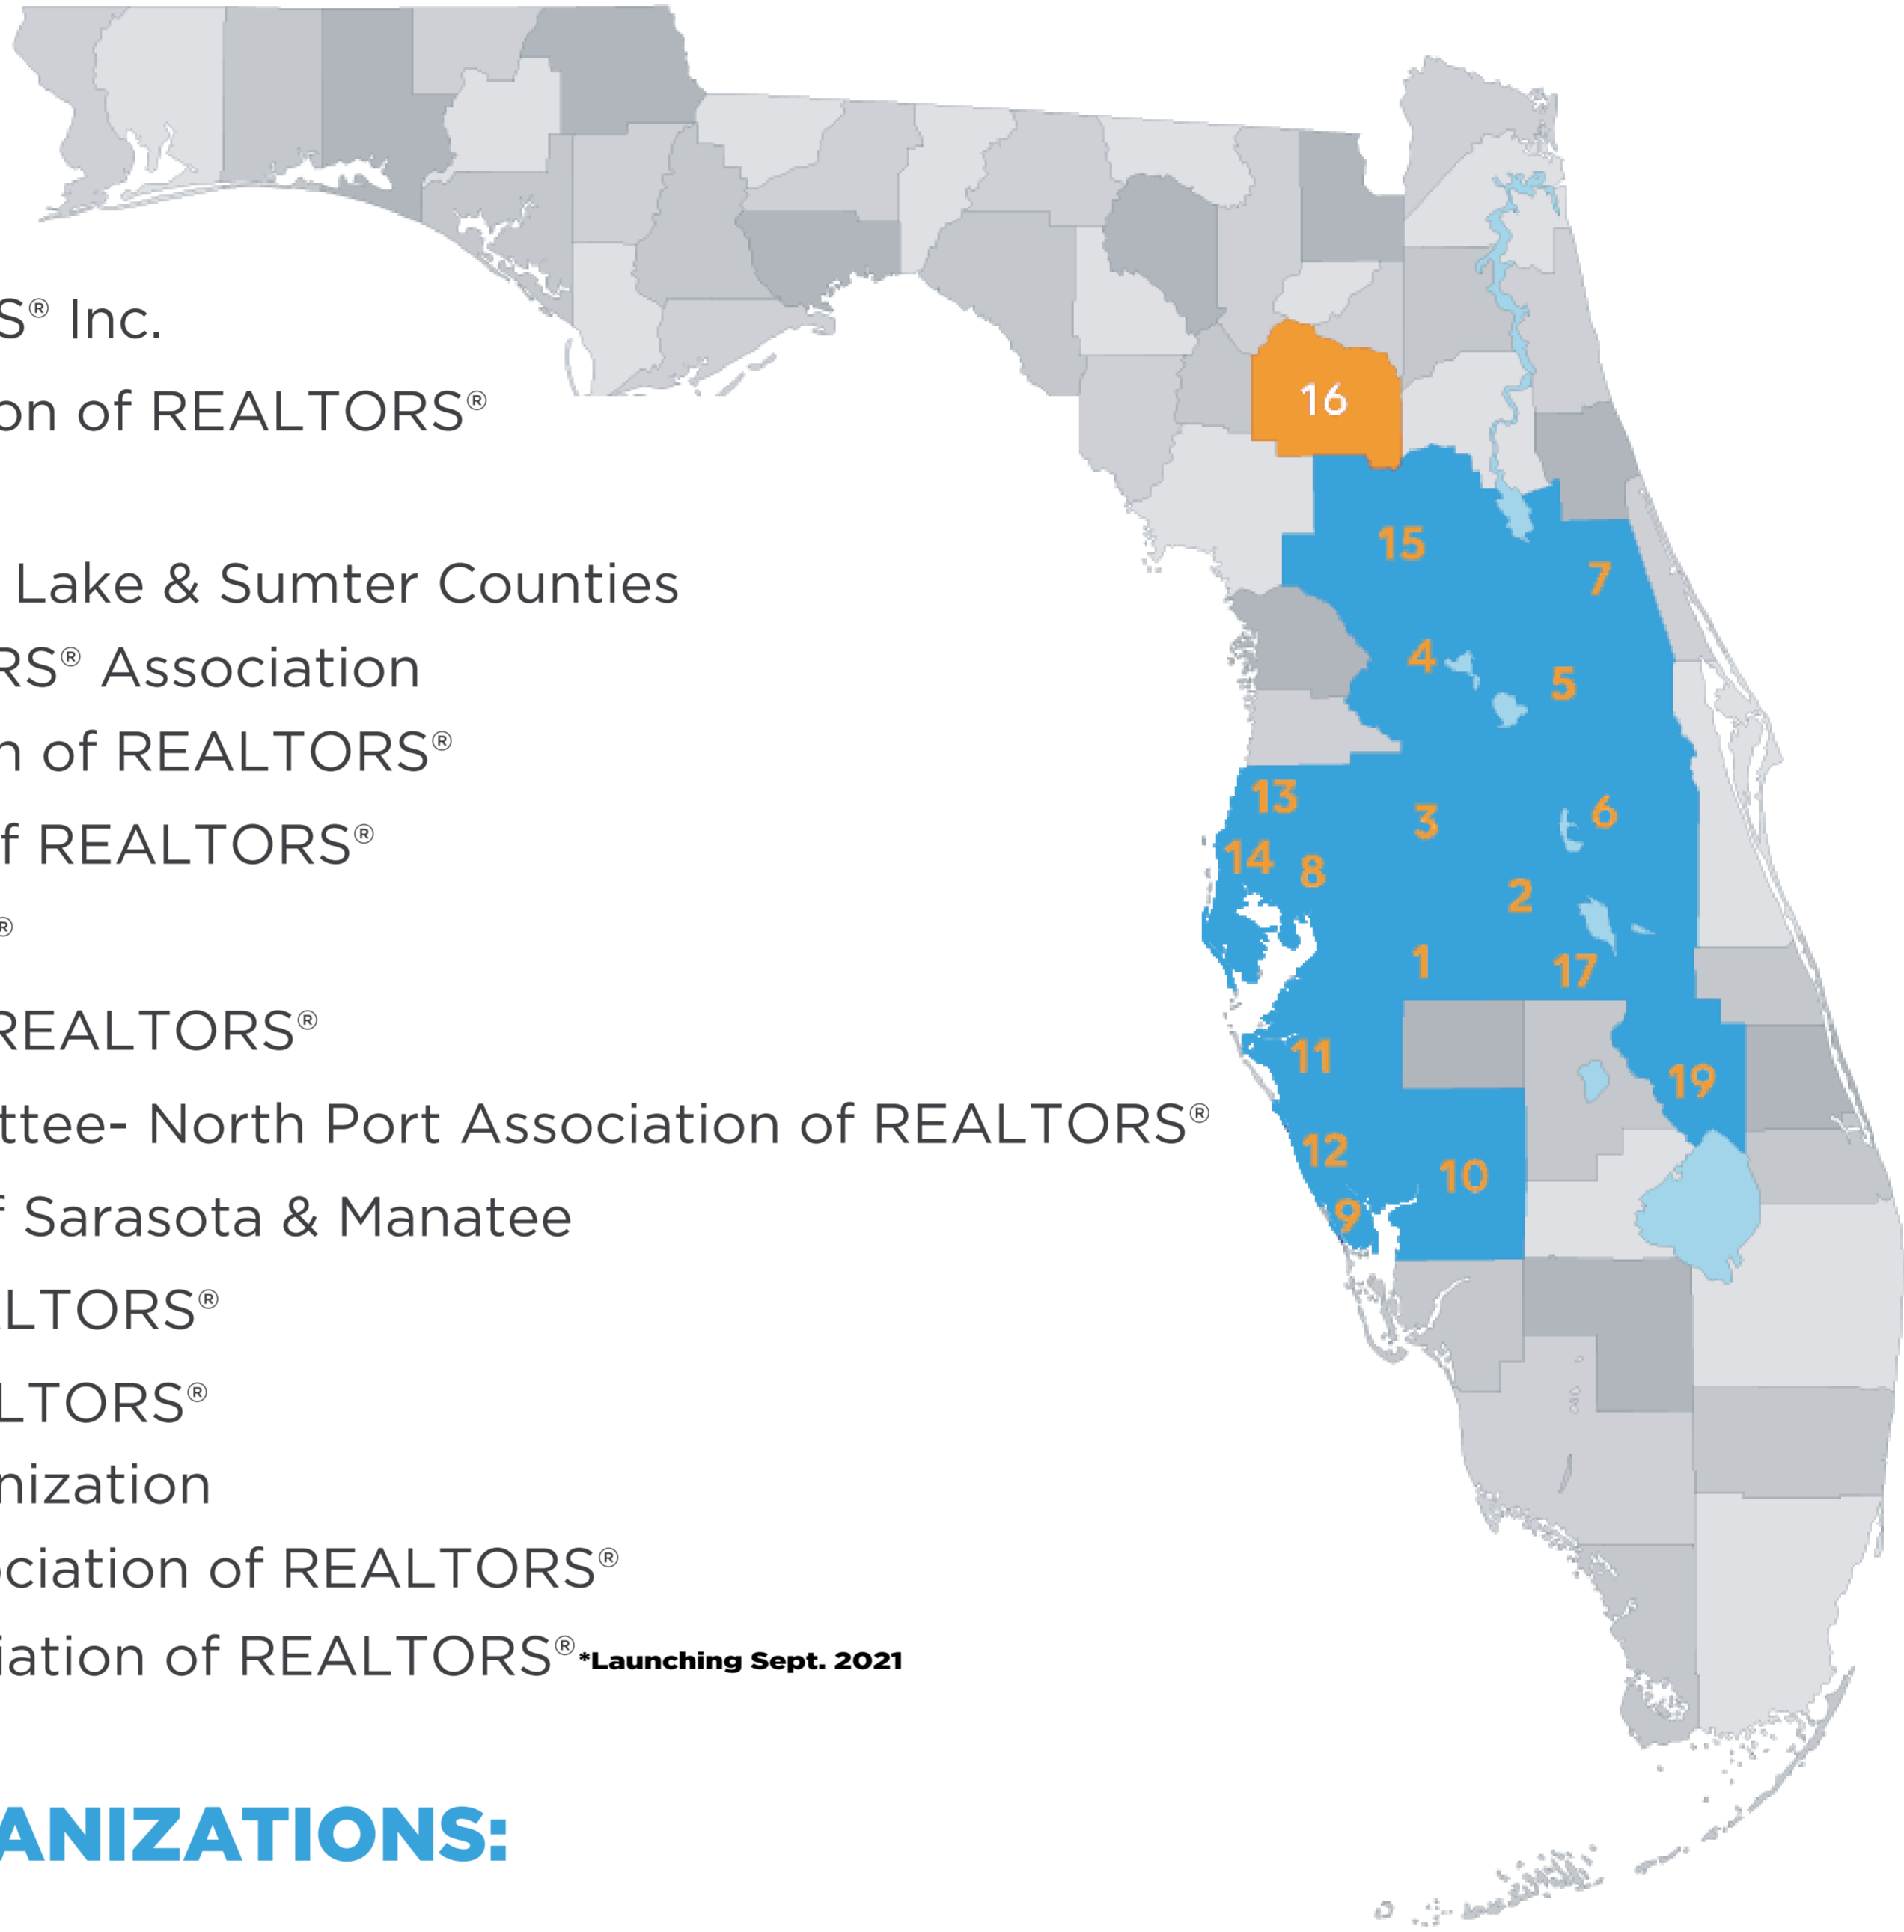 S® Inc.
on of REALTORS®
Lake & Sumter Counties
RS® Association
n of REALTORS®
f REALTORS®
®
REALTORS®
ttee- North Port Association of REALTORS®
f Sarasota & Manatee
LTORS®
LTORS®
nization
ciation of REALTORS®
iation of REALTORS® *Launching Sept. 2021
ANIZATIONS:
16
15
7
4
5
13
3
6
14
8
2
1
17
11
19
12
10
9